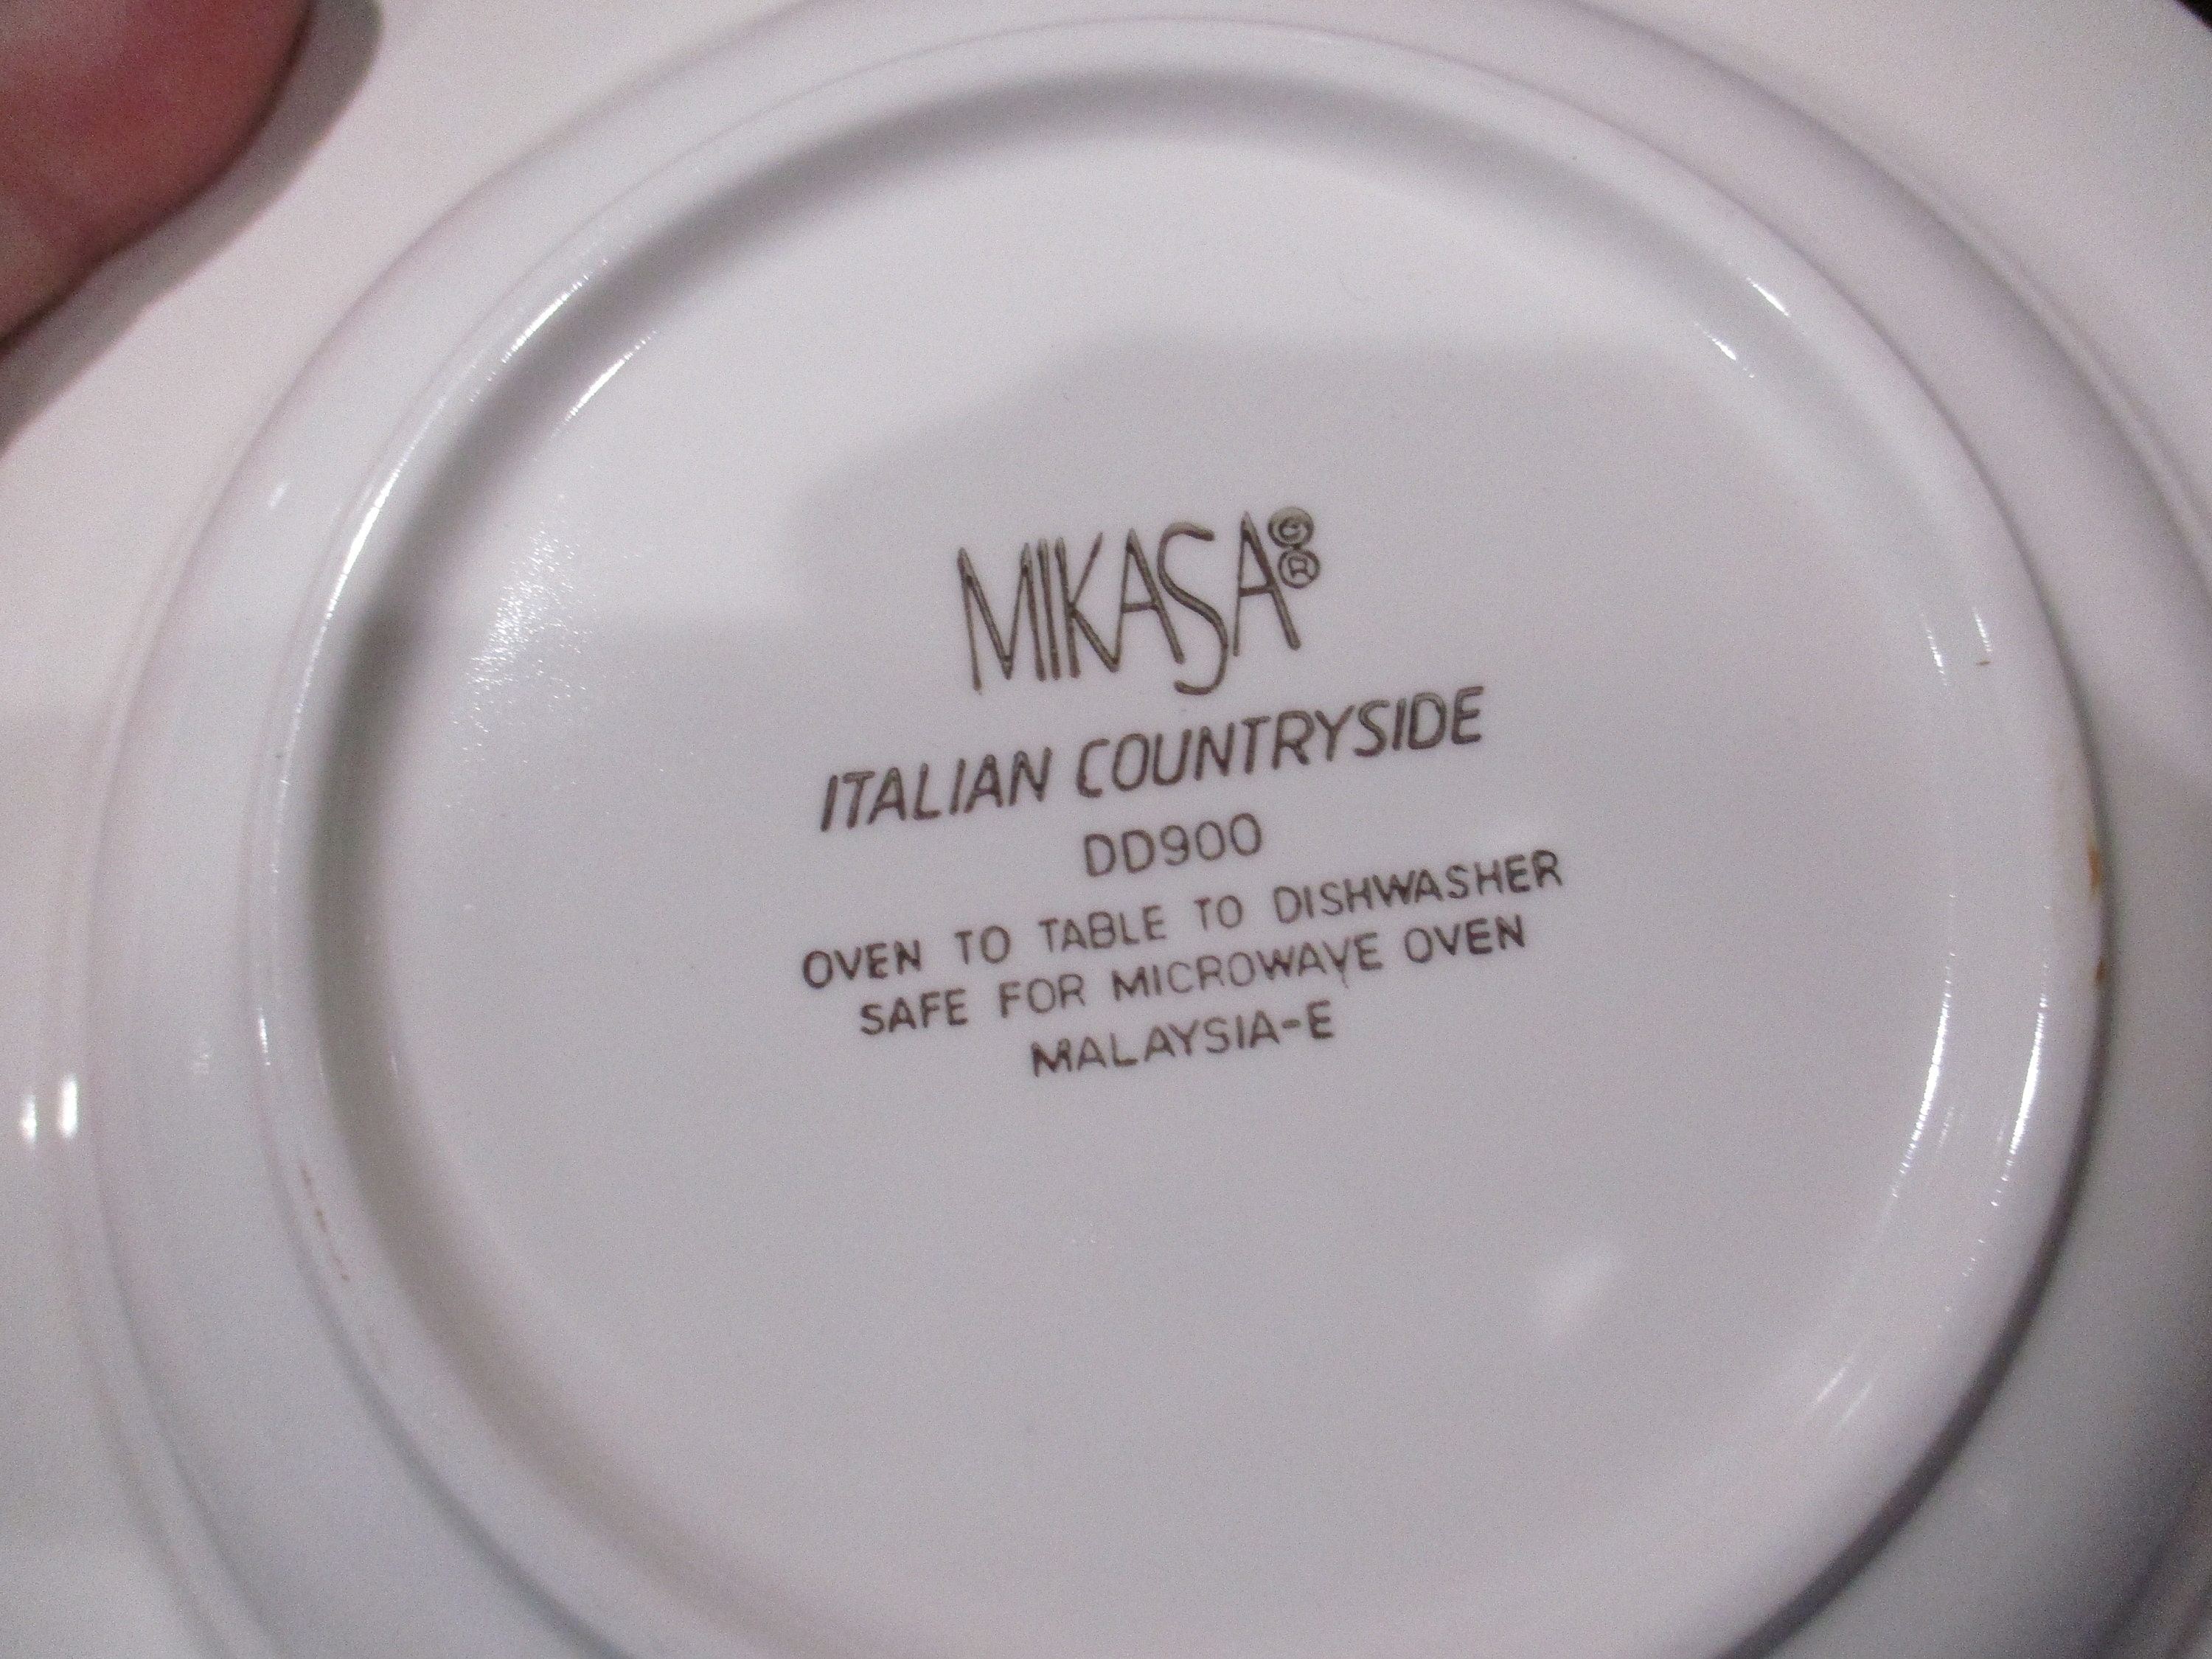 MIKASA © ®
ITALIAN COUNTRYSIDE
DD900
OVEN TO TABLE TO DISHWASHER
SAFE FOR MICROWAVE OVEN
MALAYSIA-E